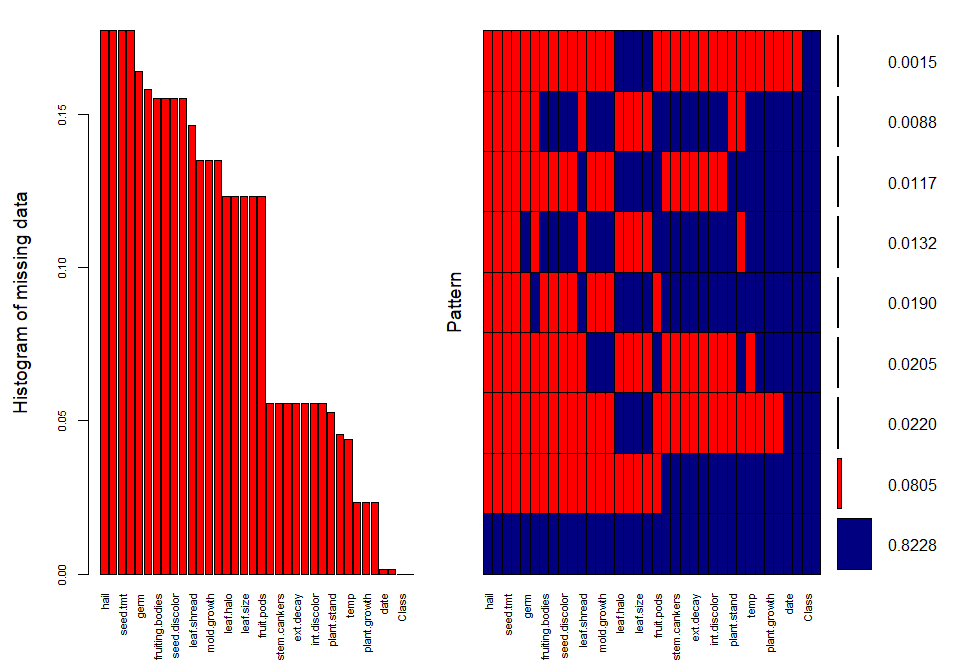 Histogram of missing data
0.00
0.05
0.10
0.15
hail
seed.tmt
germ
fruiting.bodies
seed.discolor
leaf.shread
mold.growth
leaf.halo
leaf.size
fruit.pods
stem.cankers
ext.decay
int.discolor
plant.stand
temp
plant.growth
date
Class
Pattern
hail
seed.tmt
germ
fruiting.bodies
seed.discolor
leaf.shread
mold.growth
leaf.halo
leaf.size
fruit.pods
stem.cankers
ext.decay
int.discolor
plant.stand
temp
plant.growth
date
Class
0.0015
0.0088
0.0117
0.0132
0.0190
0.0205
0.0220
0.0805
0.8228